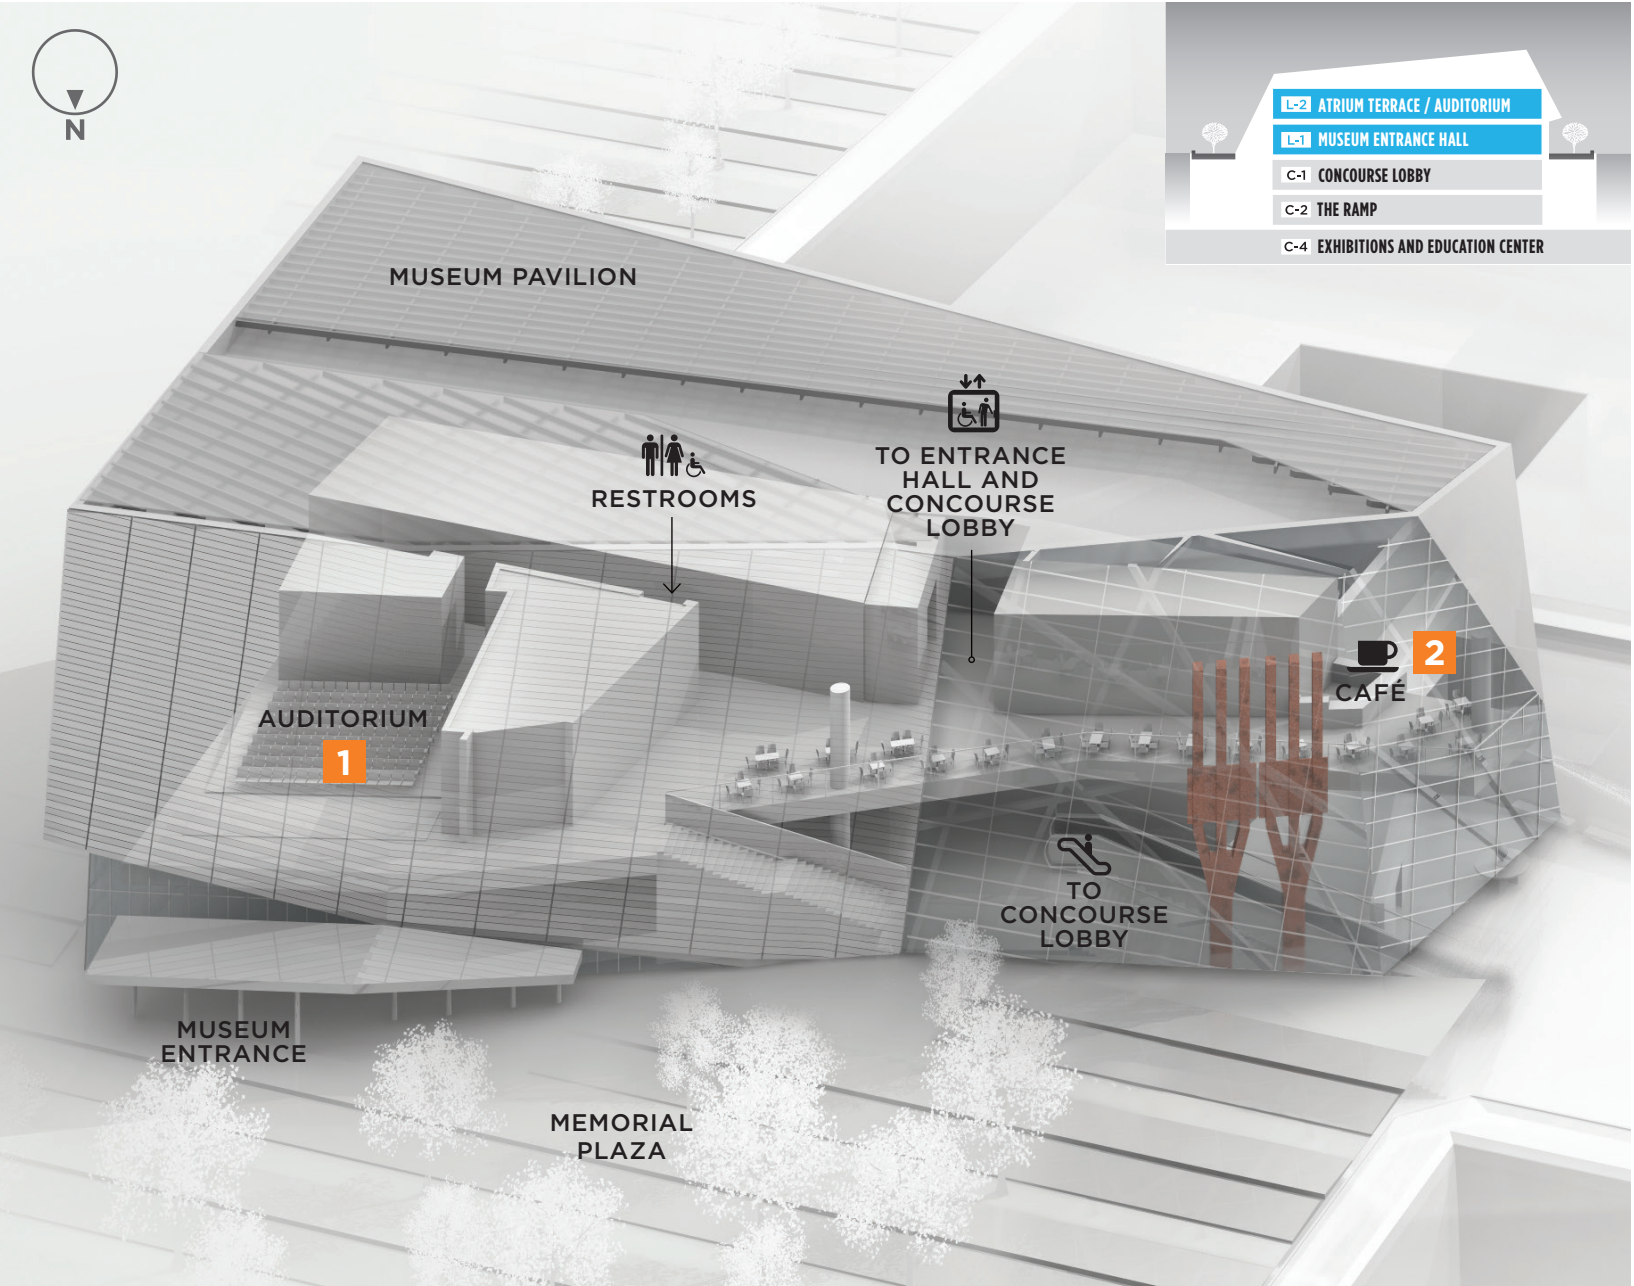 N
L-2 ATRIUM TERRACE / AUDITORIUM
L-1 MUSEUM ENTRANCE HALL
C-1 CONCOURSE LOBBY
C-2 THE RAMP
C-4 EXHIBITIONS AND EDUCATION CENTER
MUSEUM PAVILION
RESTROOMS
TO ENTRANCE
HALL AND
CONCOURSE
LOBBY
2
CAFÉ
AUDITORIUM
1
TO
CONCOURSE
LOBBY
MUSEUM
ENTRANCE
MEMORIAL
PLAZA